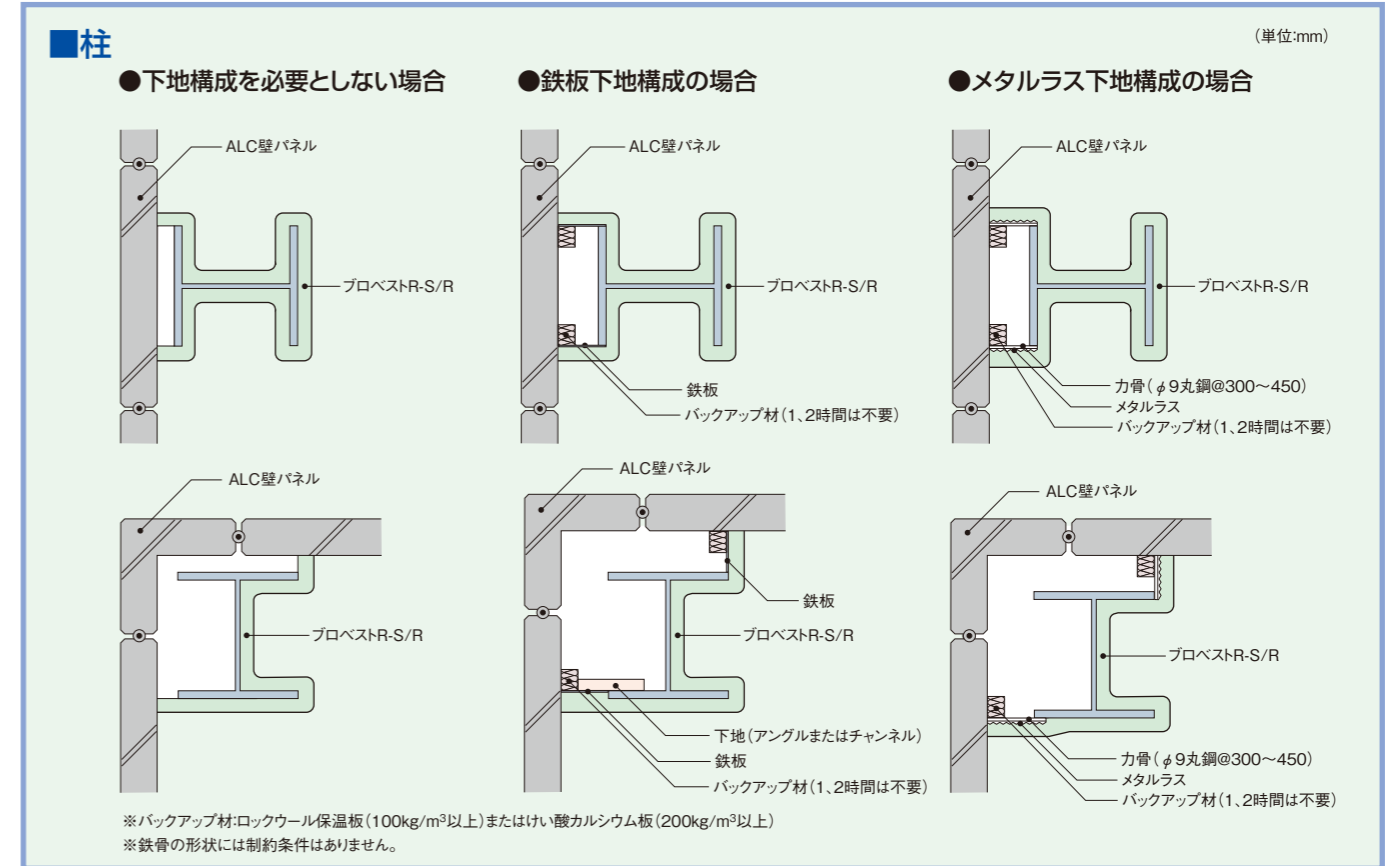 ■柱
（単位:mm）
●下地構成を必要としない場合
ALC壁パネル
ブロベストR-S/R
ALC壁パネル
ブロベストR-S/R
●鉄板下地構成の場合
ALC壁パネル
ブロベストR-S/R
鉄板
バックアップ材（1、2時間は不要）
ALC壁パネル
鉄板
ブロベストR-S/R
下地（アングルまたはチャンネル）
鉄板
バックアップ材（1、2時間は不要）
●メタルラス下地構成の場合
ALC壁パネル
ブロベストR-S/R
力骨（φ9丸鋼@300～450）
メタルラス
バックアップ材（1、2時間は不要）
ALC壁パネル
ブロベストR-S/R
力骨（φ9丸鋼@300～450）
メタルラス
バックアップ材（1、2時間は不要）
※バックアップ材:ロックウール保温板（100kg/m³以上）またはけい酸カルシウム板（200kg/m³以上）
※鉄骨の形状には制約条件はありません。